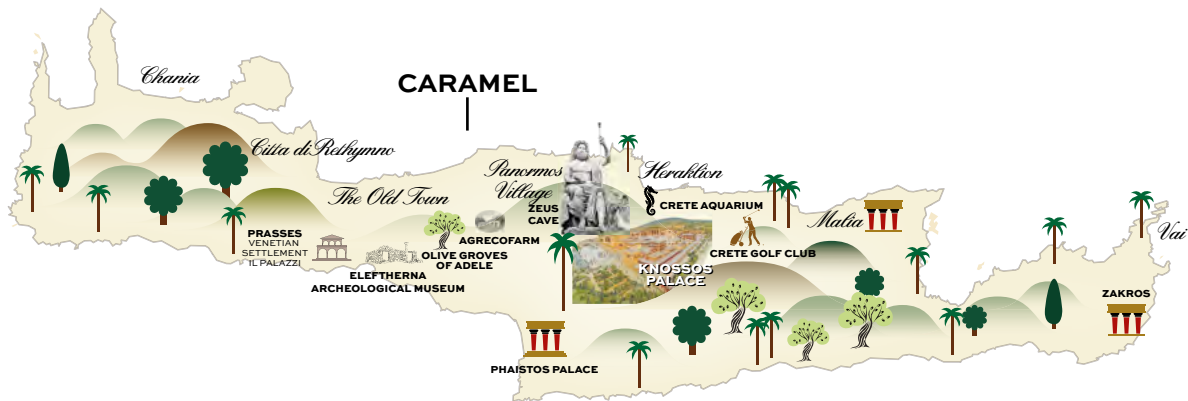 Chania
CARAMEL
Citta di Rethymno
The Old Town
Panormos
Village
Heraklion
ZEUS
CAVE
CRETE AQUARIUM
Malia
Vai
PRASSES
VENETIAN
SETTLEMENT
IL PALAZZI
AGRECOFARM
OLIVE GROVES
OF ADELE
CRETE GOLF CLUB
ELEFTHERNA
ARCHEOLOGICAL MUSEUM
KNOSSOS
PALACE
ZAKROS
PHAISTOS PALACE